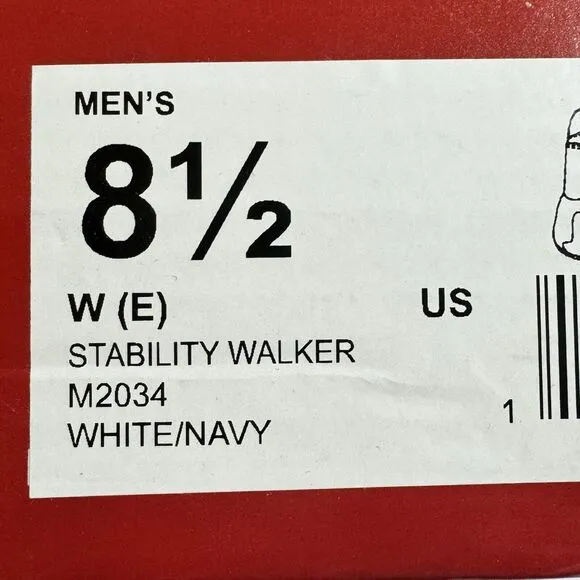 MEN'S
8½
W (E)
US
STABILITY WALKER
M2034
WHITE/NAVY
1